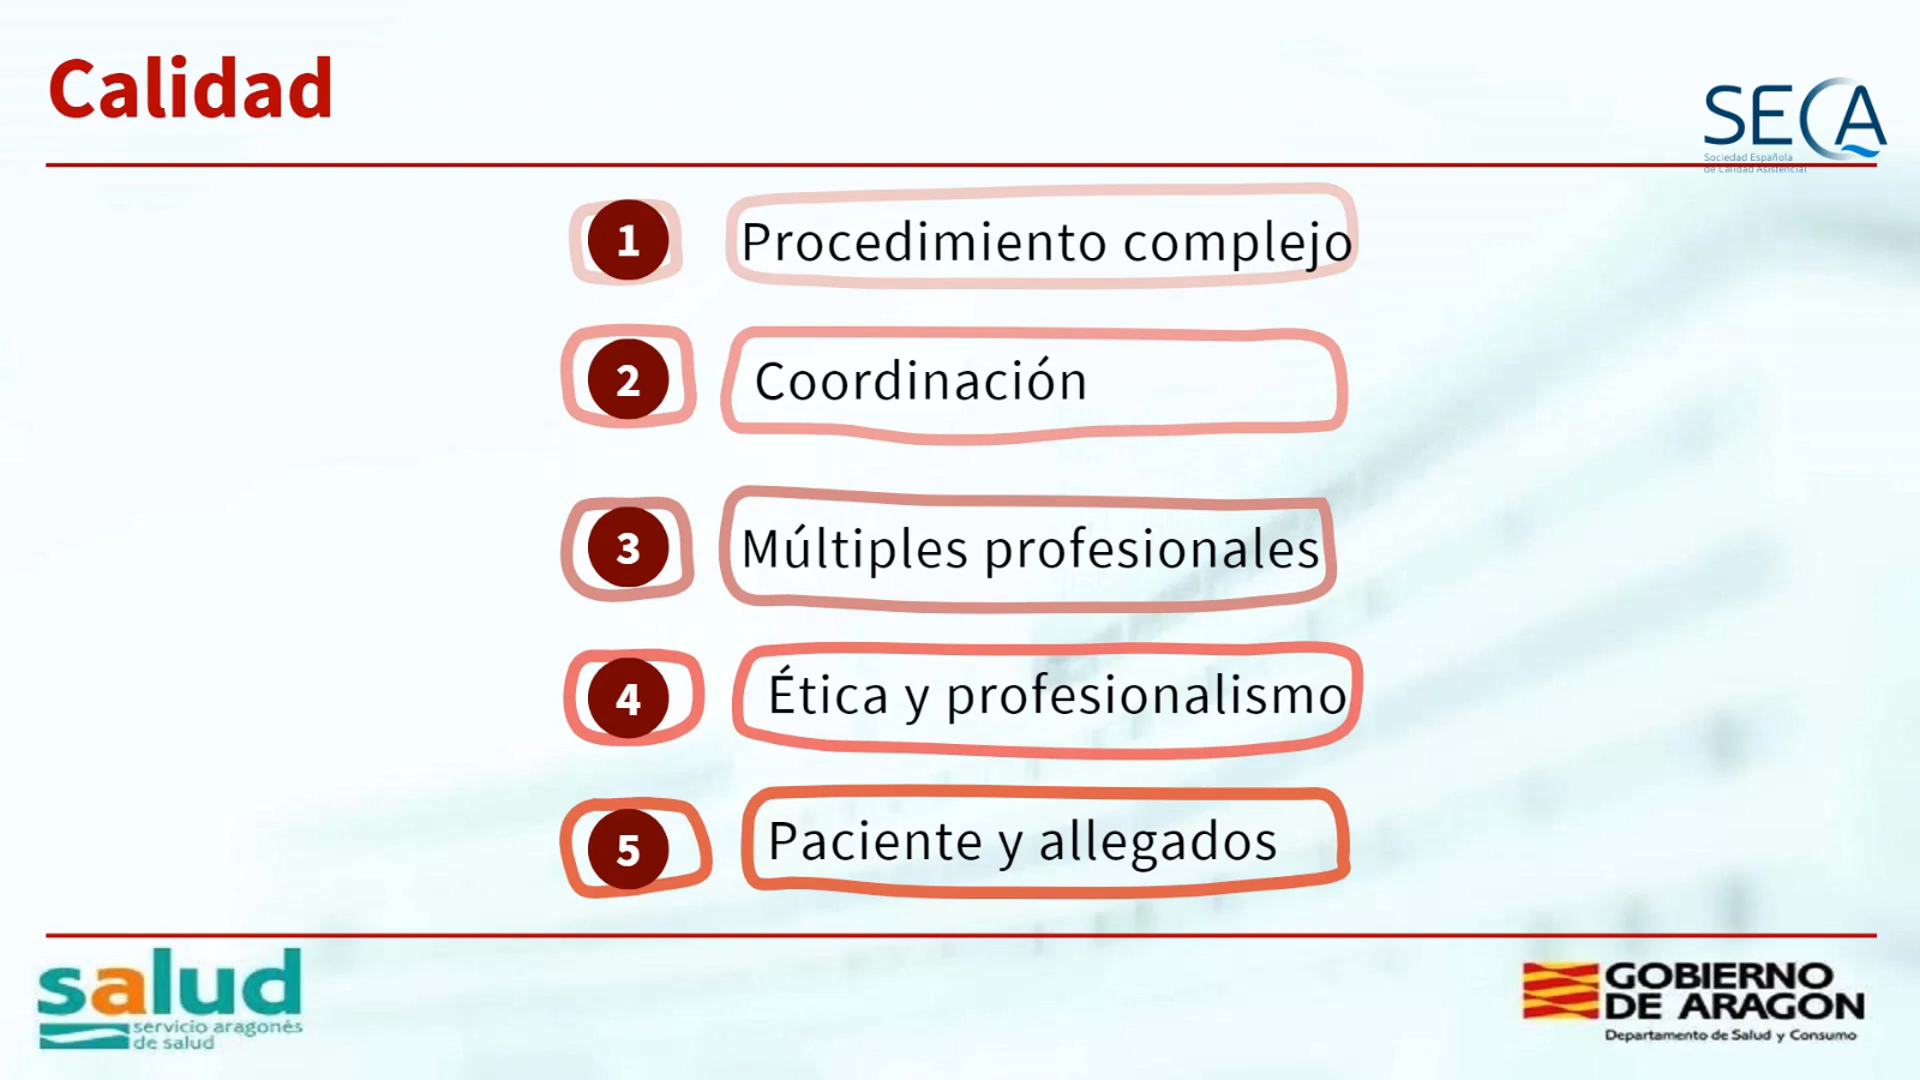 Calidad
SECA
Sociedad Española
de Calidad Asistencial
1 Procedimiento complejo
2 Coordinación
3 Múltiples profesionales
4 Ética y profesionalismo
5 Paciente y allegados
salud
servicio aragonés
de salud
GOBIERNO
DE ARAGON
Departamento de Salud y Consumo